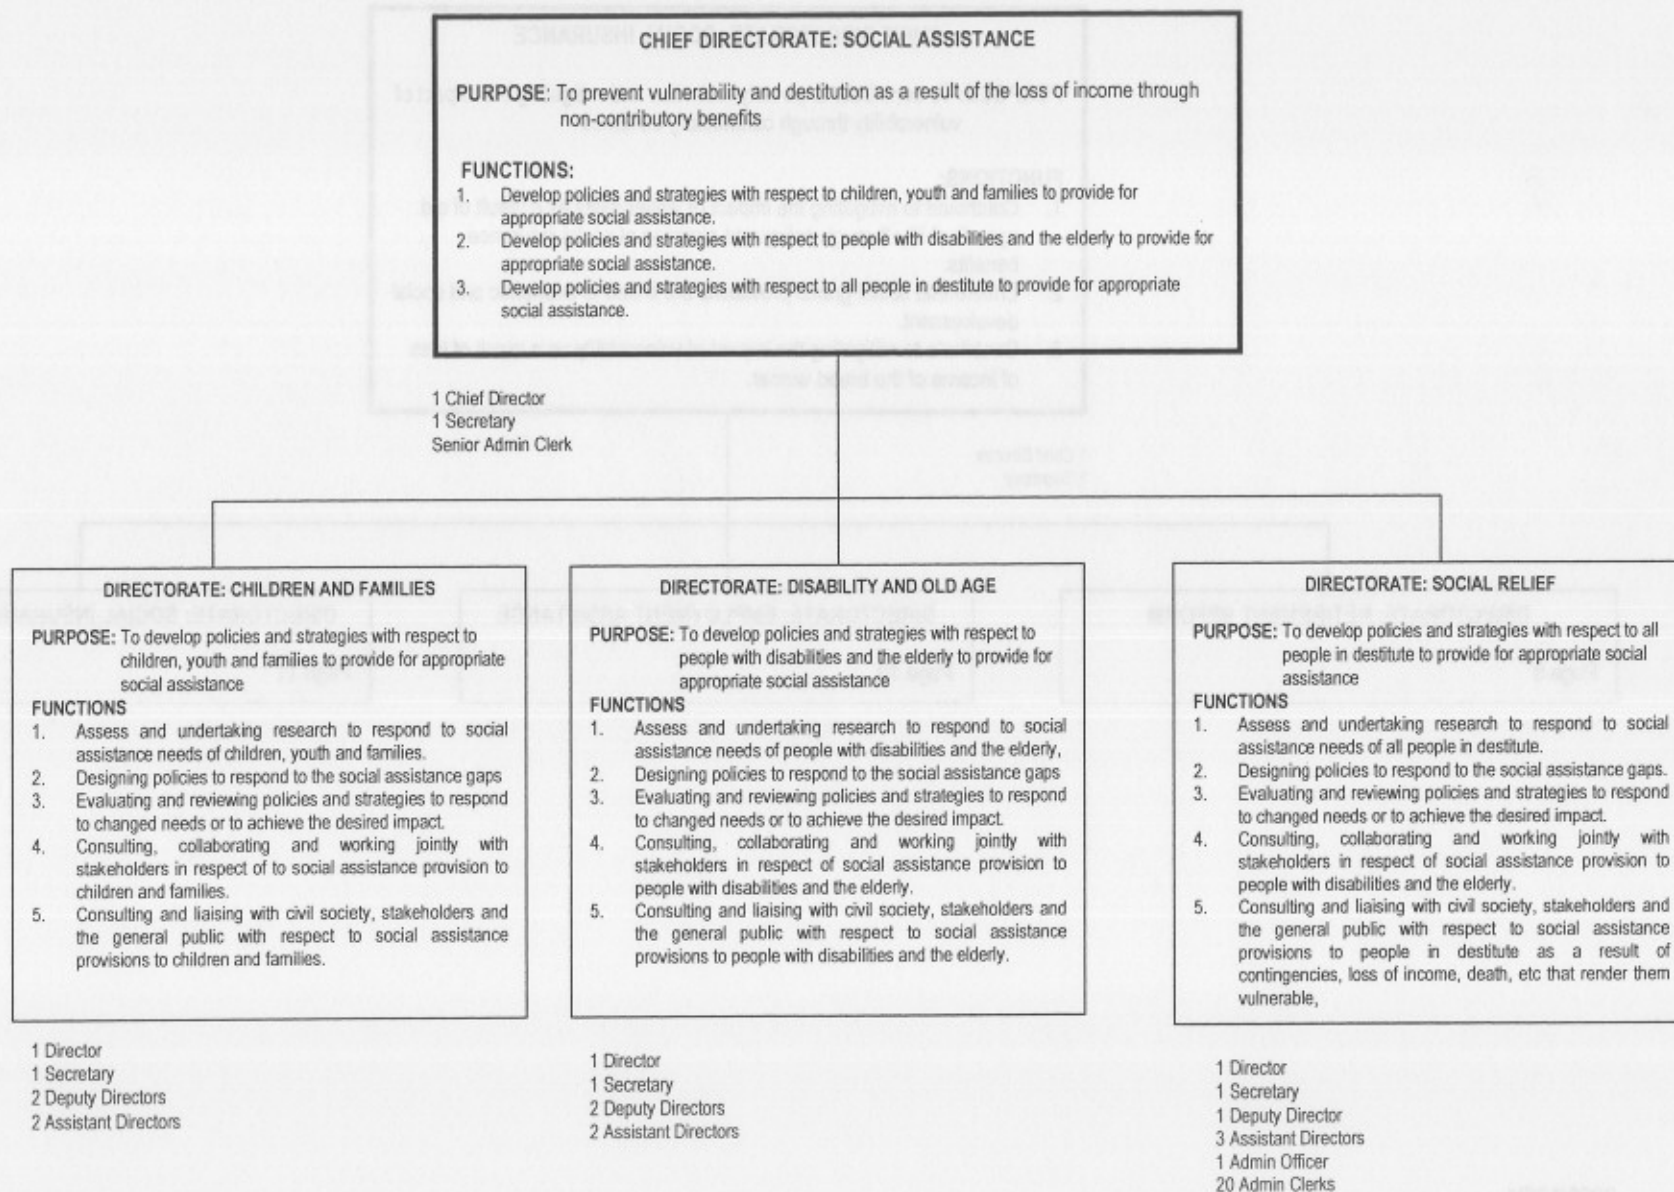 CHIEF DIRECTORATE: SOCIAL ASSISTANCE
PURPOSE: To prevent vulnerability and destitution as a result of the loss of income through
non-contributory benefits
FUNCTIONS:
1. Develop policies and strategies with respect to children, youth and families to provide for
appropriate social assistance.
2. Develop policies and strategies with respect to people with disabilities and the elderly to provide for
appropriate social assistance.
3. Develop policies and strategies with respect to all people in destitute to provide for appropriate
social assistance.
1 Chief Director
1 Secretary
Senior Admin Clerk
DIRECTORATE: CHILDREN AND FAMILIES
PURPOSE: To develop policies and strategies with respect to
children, youth and families to provide for appropriate
social assistance
FUNCTIONS
1. Assess and undertaking research to respond to social
assistance needs of children, youth and families.
2. Designing policies to respond to the social assistance gaps
3. Evaluating and reviewing policies and strategies to respond
to changed needs or to achieve the desired impact.
4. Consulting, collaborating and working jointly with
stakeholders in respect of to social assistance provision to
children and families.
5. Consulting and liaising with civil society, stakeholders and
the general public with respect to social assistance
provisions to children and families.
1 Director
1 Secretary
2 Deputy Directors
2 Assistant Directors
DIRECTORATE: DISABILITY AND OLD AGE
PURPOSE: To develop policies and strategies with respect to
people with disabilities and the elderly to provide for
appropriate social assistance
FUNCTIONS
1. Assess and undertaking research to respond to social
assistance needs of people with disabilities and the elderly,
2. Designing policies to respond to the social assistance gaps
3. Evaluating and reviewing policies and strategies to respond
to changed needs or to achieve the desired impact.
4. Consulting, collaborating and working jointly with
stakeholders in respect of social assistance provision to
people with disabilities and the elderly.
5. Consulting and liaising with civil society, stakeholders and
the general public with respect to social assistance
provisions to people with disabilities and the elderly.
1 Director
1 Secretary
2 Deputy Directors
2 Assistant Directors
DIRECTORATE: SOCIAL RELIEF
PURPOSE: To develop policies and strategies with respect to all
people in destitute to provide for appropriate social
assistance
FUNCTIONS
1. Assess and undertaking research to respond to social
assistance needs of all people in destitute.
2. Designing policies to respond to the social assistance gaps.
3. Evaluating and reviewing policies and strategies to respond
to changed needs or to achieve the desired impact.
4. Consulting, collaborating and working jointly with
stakeholders in respect of social assistance provision to
people with disabilities and the elderly.
5. Consulting and liaising with civil society, stakeholders and
the general public with respect to social assistance
provisions to people in destitute as a result of
contingencies, loss of income, death, etc that render them
vulnerable,
1 Director
1 Secretary
1 Deputy Director
3 Assistant Directors
1 Admin Officer
20 Admin Clerks